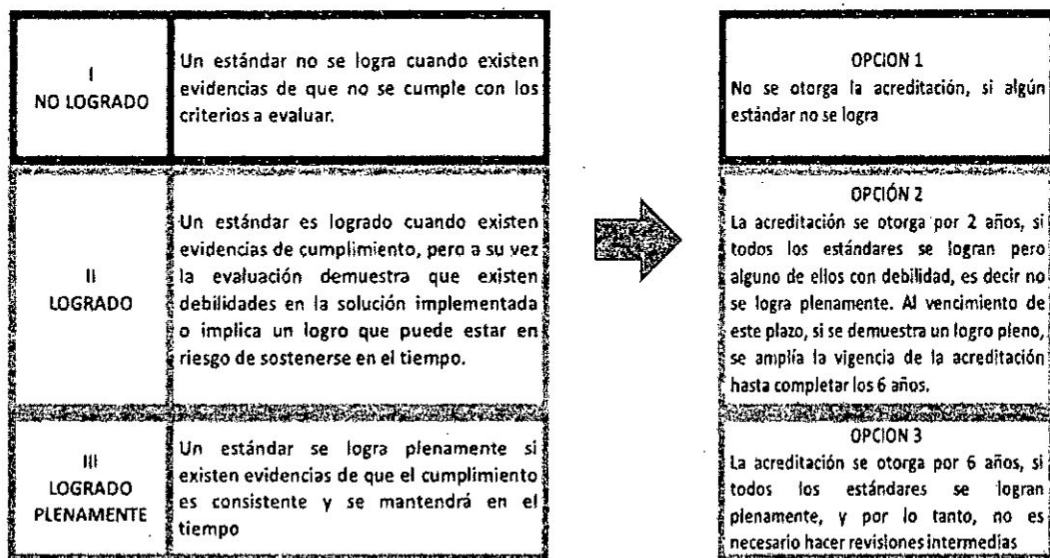 I
NO LOGRADO
Un estándar no se logra cuando existen
evidencias de que no se cumple con los
criterios a evaluar.
II
LOGRADO
Un estándar es logrado cuando existen
evidencias de cumplimiento, pero a su vez
la evaluación demuestra que existen
debilidades en la solución implementada
o implica un logro que puede estar en
riesgo de sostenerse en el tiempo.
III
LOGRADO
PLENAMENTE
Un estándar se logra plenamente si
existen evidencias de que el cumplimiento
es consistente y se mantendrá en el
tiempo
OPCION 1
No se otorga la acreditación, si algún
estándar no se logra
OPCIÓN 2
La acreditación se otorga por 2 años, si
todos los estándares se logran pero
alguno de ellos con debilidad, es decir no
se logra plenamente. Al vencimiento de
este plazo, si se demuestra un logro pleno,
se amplía la vigencia de la acreditación
hasta completar los 6 años.
OPCION 3
La acreditación se otorga por 6 años, si
todos los estándares se logran
plenamente, y por lo tanto, no es
necesario hacer revisiones intermedias